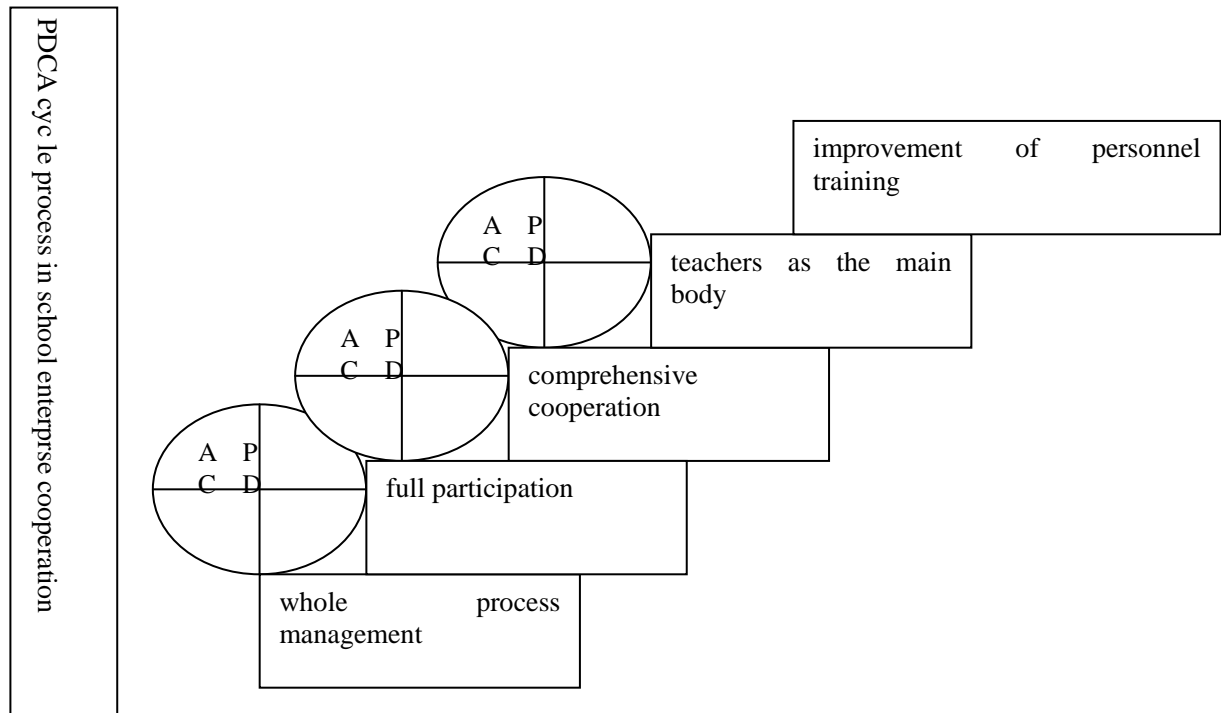 PDCA cyc le process in school enterprse cooperation
improvement of personnel
training
A P
C D
teachers as the main
body
A P
C D
comprehensive
cooperation
A P
C D
full participation
whole process
management